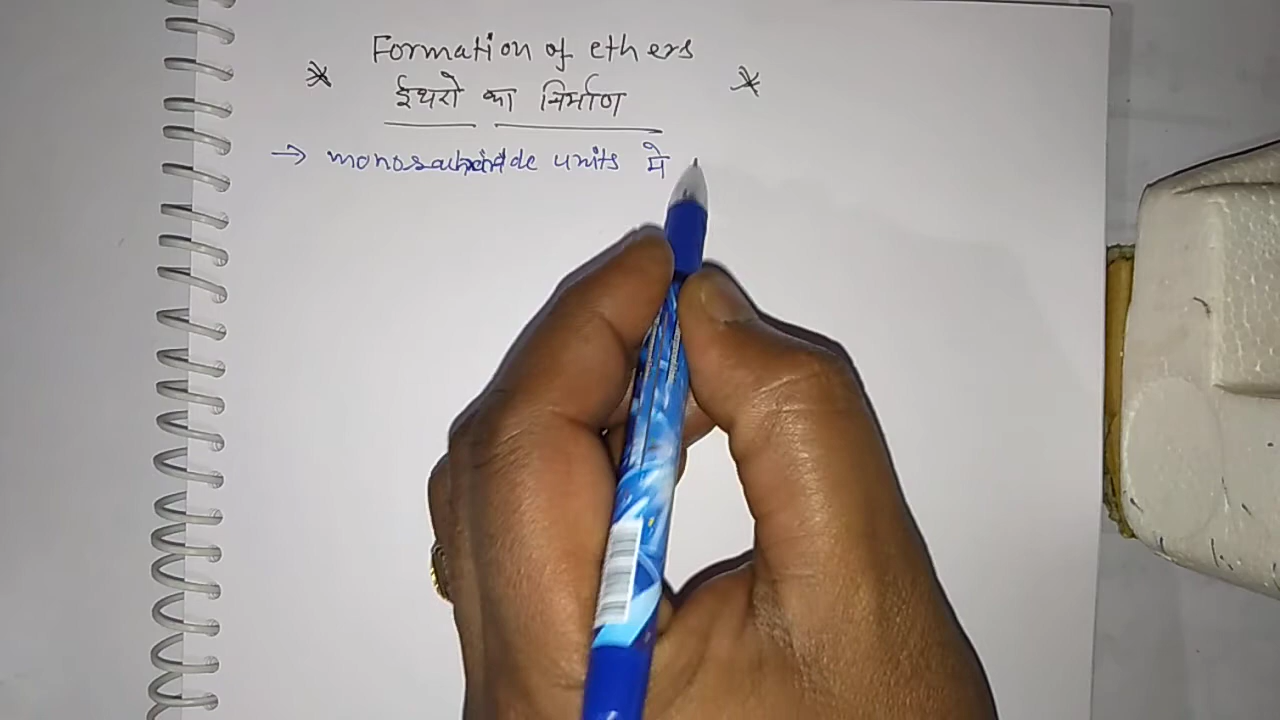 Formation of ethers
* ईथरो का निर्माण *
→ monosaccharide units मे